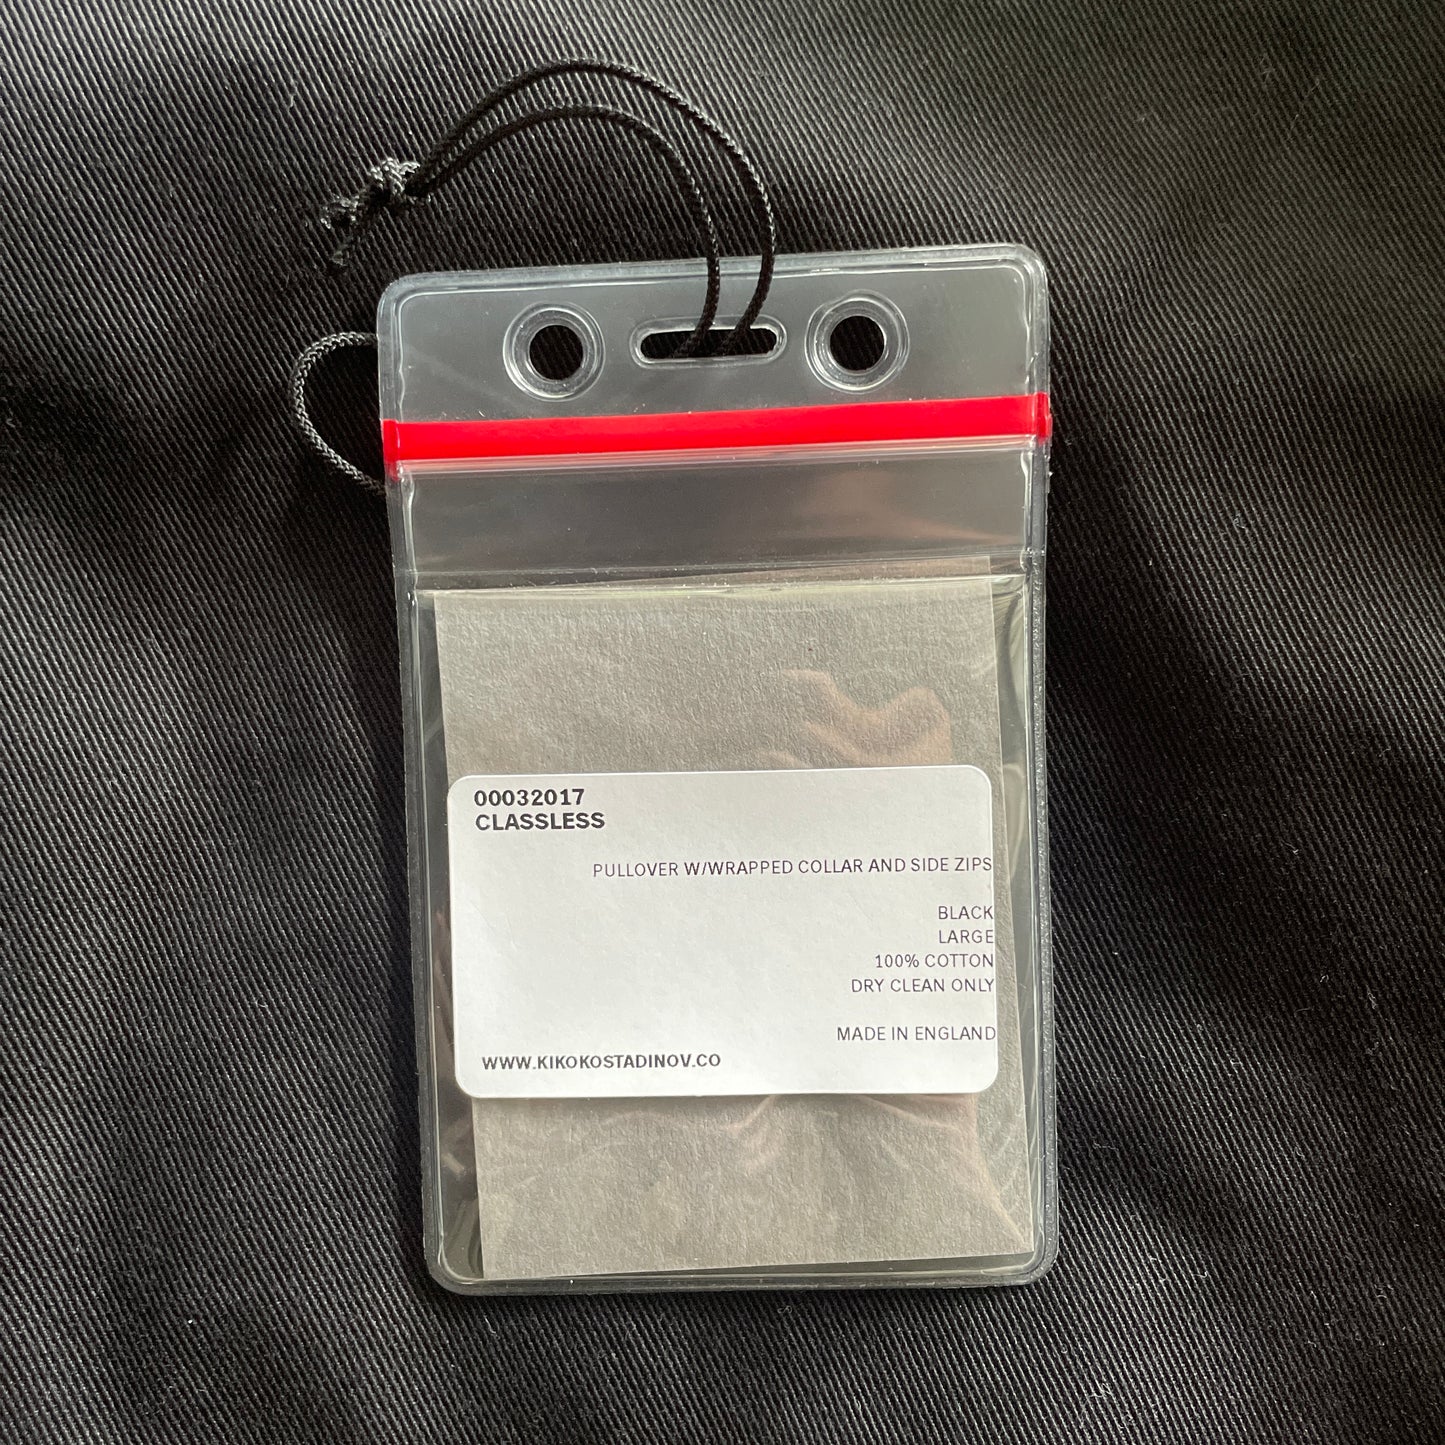 00032017
CLASSLESS
PULLOVER W/WRAPPED COLLAR AND SIDE ZIPS
BLACK
LARGE
100% COTTON
DRY CLEAN ONLY
MADE IN ENGLAND
WWW.KIKOKOSTADINOV.CO